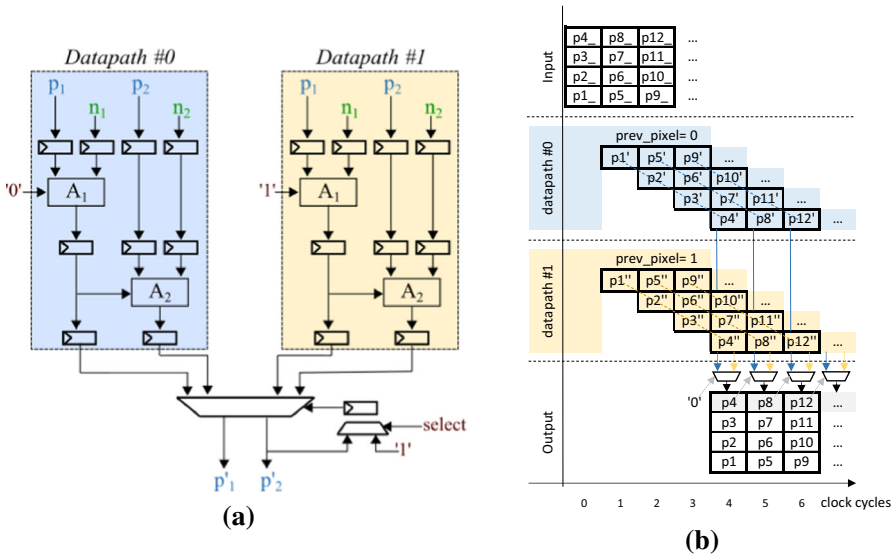 Datapath #0
Datapath #1
p1 n1 p2 n2
p1 n1 p2 n2
'0'
A1
A2
'1'
A1
A2
select
'1'
p'1 p'2
(a)
Input
p4_ p8_ p12_ ...
p3_ p7_ p11_ ...
p2_ p6_ p10_ ...
p1_ p5_ p9_ ...
datapath #0
prev_pixel= 0
p1' p5' p9' ...
p2' p6' p10' ...
p3' p7' p11' ...
p4' p8' p12' ...
datapath #1
prev_pixel= 1
p1'' p5'' p9'' ...
p2'' p6'' p10'' ...
p3'' p7'' p11'' ...
p4'' p8'' p12'' ...
Output
'0'
p4 p8 p12 ...
p3 p7 p11 ...
p2 p6 p10 ...
p1 p5 p9 ...
0 1 2 3 4 5 6 clock cycles
(b)